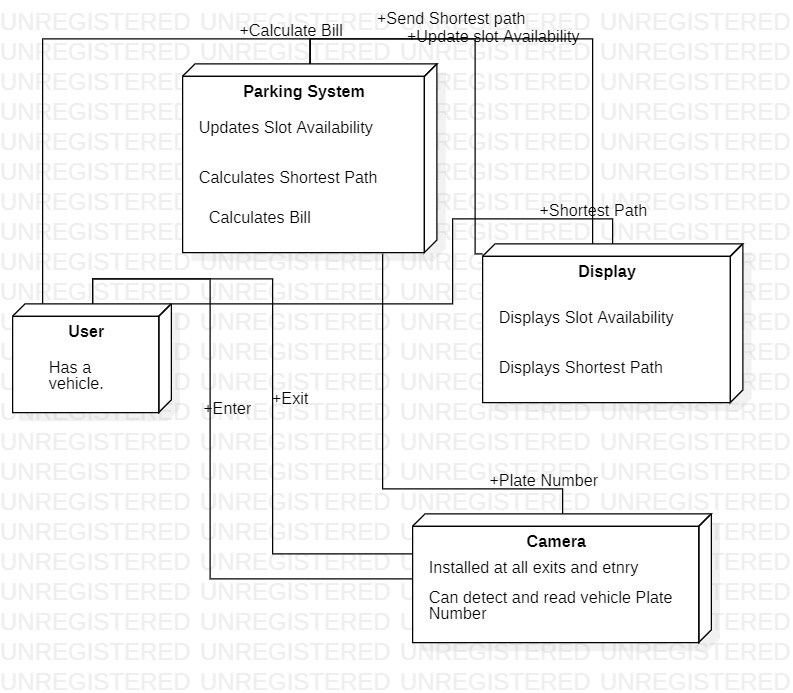 +Send Shortest path
+Calculate Bill
+Update slot Availability
Parking System
Updates Slot Availability
Calculates Shortest Path
Calculates Bill
+Shortest Path
Display
Displays Slot Availability
Displays Shortest Path
User
Has a
vehicle.
+Exit
+Enter
+Plate Number
Camera
Installed at all exits and etnry
Can detect and read vehicle Plate
Number
UNREGISTERED